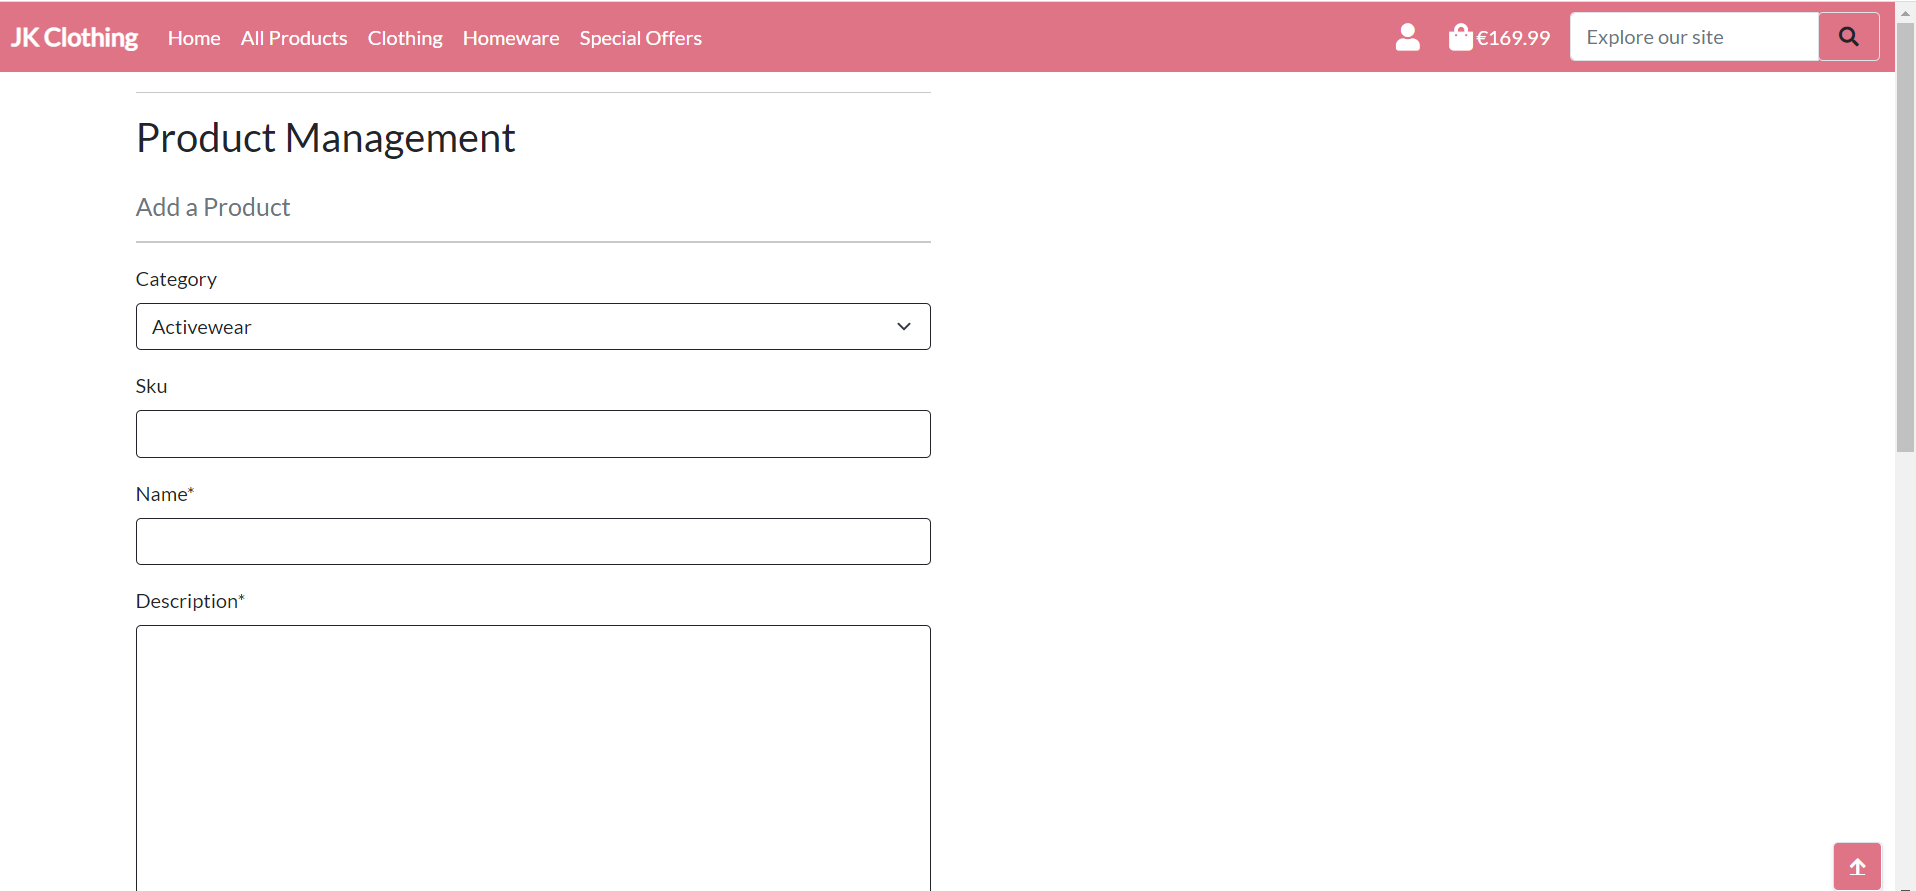 JK Clothing Home All Products Clothing Homeware Special Offers €169.99 Explore our site
Product Management
Add a Product
Category
Activewear
Sku
Name*
Description*